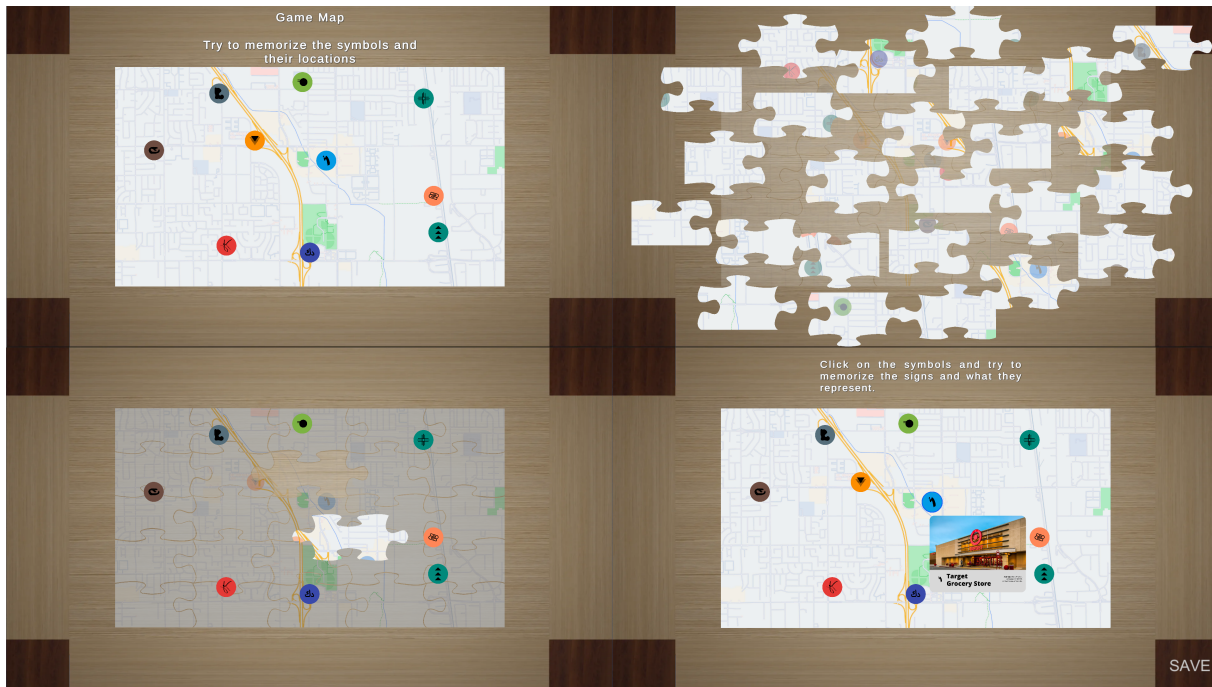 Game Map
Try to memorize the symbols and
their locations
Click on the symbols and try to
memorize the signs and what they
represent.
Target
Grocery Store
SAVE